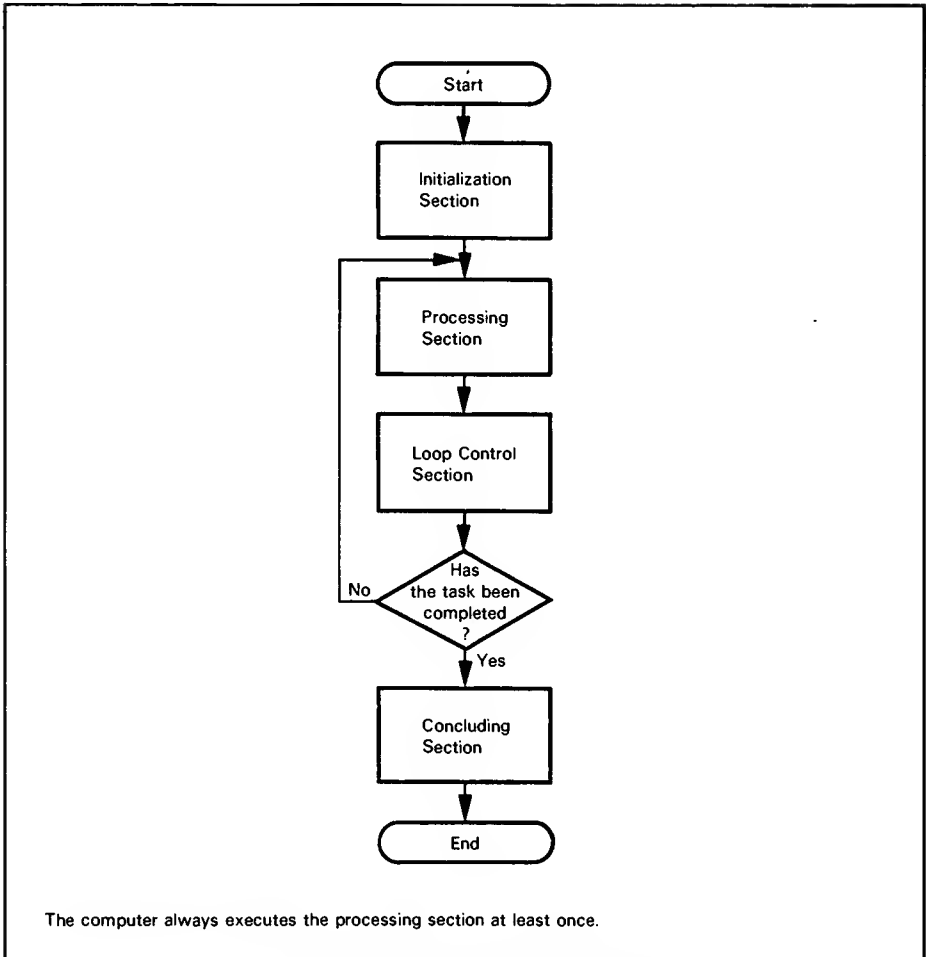 Start
Initialization
Section
Processing
Section
Loop Control
Section
Has
the task been
completed
?
No
Yes
Concluding
Section
End
The computer always executes the processing section at least once.